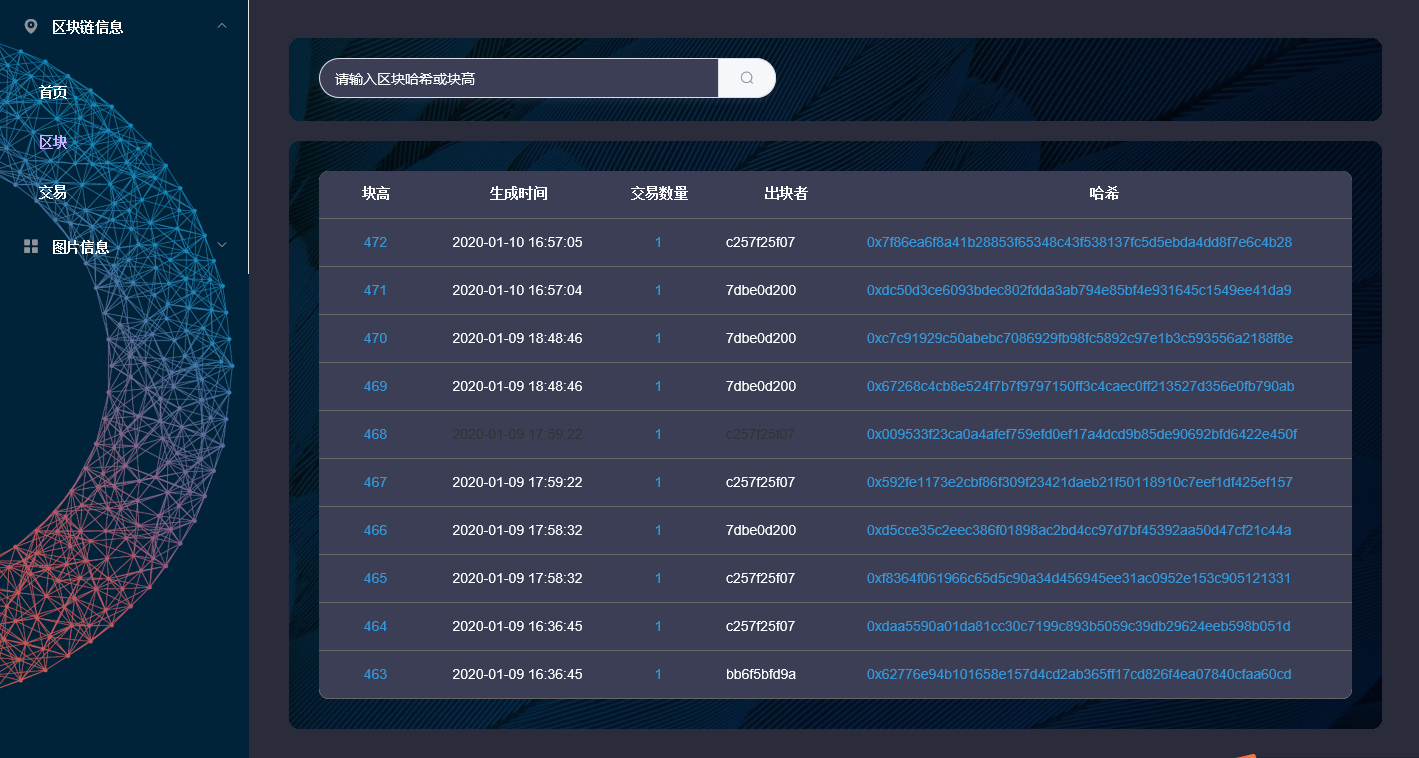 区块链信息
首页
区块
交易
图片信息
请输入区块哈希或块高
块高 生成时间 交易数量 出块者 哈希
472 2020-01-10 16:57:05 1 c257f25f07 0x7f86ea6f8a41b28853f65348c43f538137fc5d5ebda4dd8f7e6c4b28
471 2020-01-10 16:57:04 1 7dbe0d200 0xdc50d3ce6093bdec802fdda3ab794e85bf4e931645c1549ee41da9
470 2020-01-09 18:48:46 1 7dbe0d200 0xc7c91929c50abebc7086929fb98fc5892c97e1b3c593556a2188f8e
469 2020-01-09 18:48:46 1 7dbe0d200 0x67268c4cb8e524f7b7f9797150ff3c4caec0ff213527d356e0fb790ab
468 2020-01-09 17:59:22 1 c257f25f07 0x009533f23ca0a4afef759efd0ef17a4dcd9b85de90692bfd6422e450f
467 2020-01-09 17:59:22 1 c257f25f07 0x592fe1173e2cbf86f309f23421daeb21f50118910c7eef1df425ef157
466 2020-01-09 17:58:32 1 7dbe0d200 0xd5cce35c2eec386f01898ac2bd4cc97d7bf45392aa50d47cf21c44a
465 2020-01-09 17:58:32 1 c257f25f07 0xf8364f061966c65d5c90a34d456945ee31ac0952e153c905121331
464 2020-01-09 16:36:45 1 c257f25f07 0xdaa5590a01da81cc30c7199c893b5059c39db29624eeb598b051d
463 2020-01-09 16:36:45 1 bb6f5bfd9a 0x62776e94b101658e157d4cd2ab365ff17cd826f4ea07840cfaa60cd